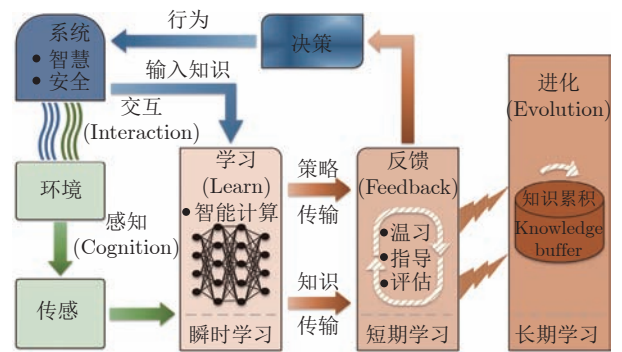 系统
• 智慧
• 安全
行为
决策
输入知识
交互
(Interaction)
环境
感知
(Cognition)
传感
学习
(Learn)
• 智能计算
瞬时学习
策略
传输
知识
传输
反馈
(Feedback)
• 温习
• 指导
• 评估
短期学习
进化
(Evolution)
知识累积
Knowledge
buffer
长期学习